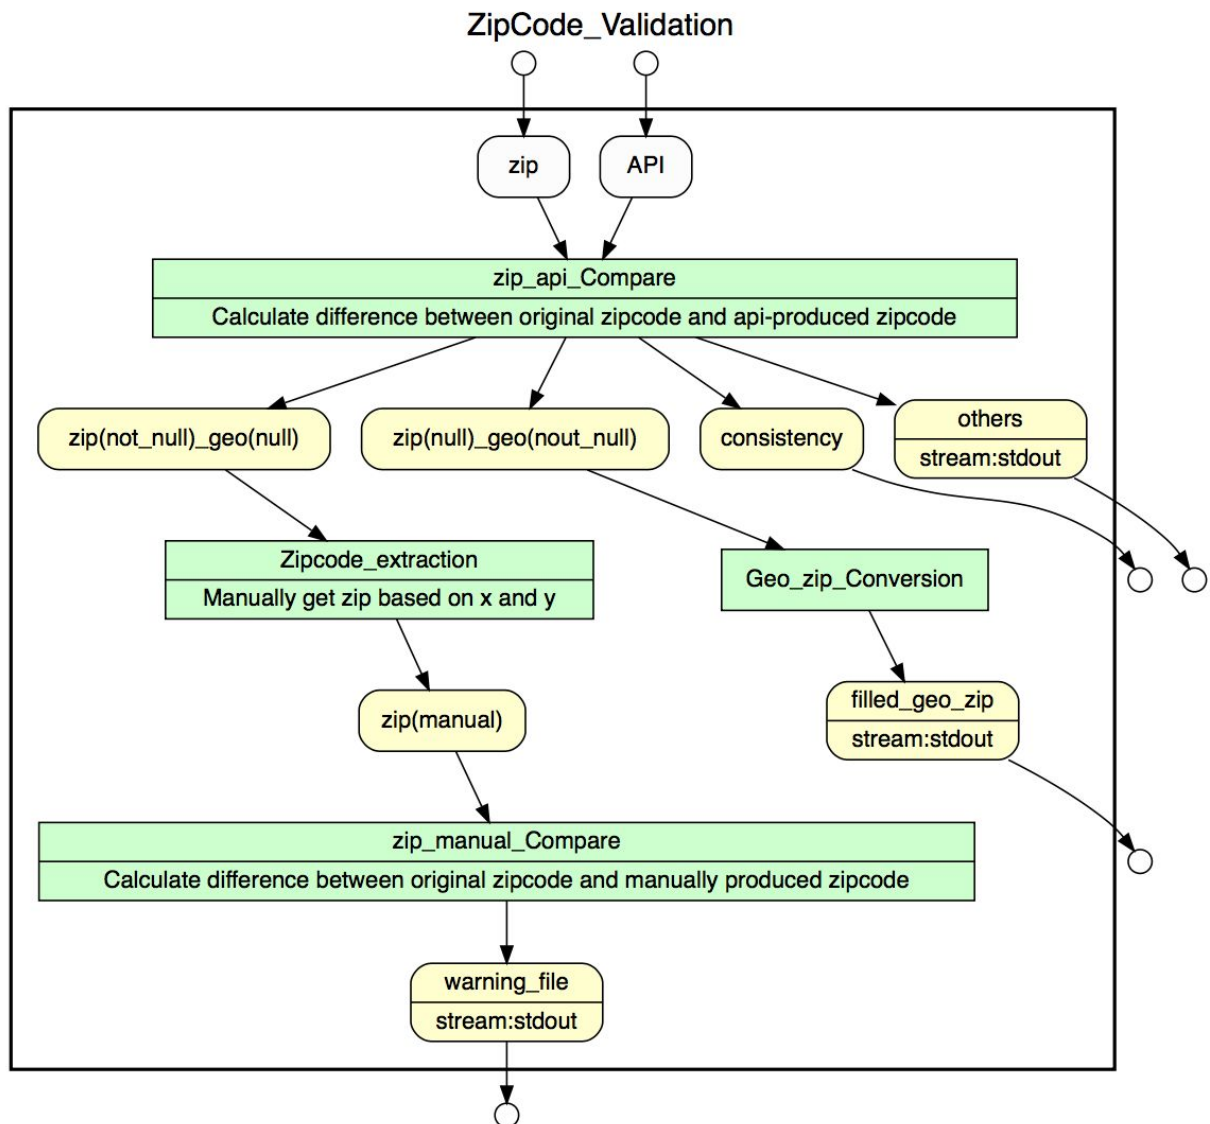 ZipCode_Validation
zip
API
zip_api_Compare
Calculate difference between original zipcode and api-produced zipcode
zip(not_null)_geo(null)
zip(null)_geo(nout_null)
consistency
others
stream:stdout
Zipcode_extraction
Manually get zip based on x and y
Geo_zip_Conversion
zip(manual)
filled_geo_zip
stream:stdout
zip_manual_Compare
Calculate difference between original zipcode and manually produced zipcode
warning_file
stream:stdout